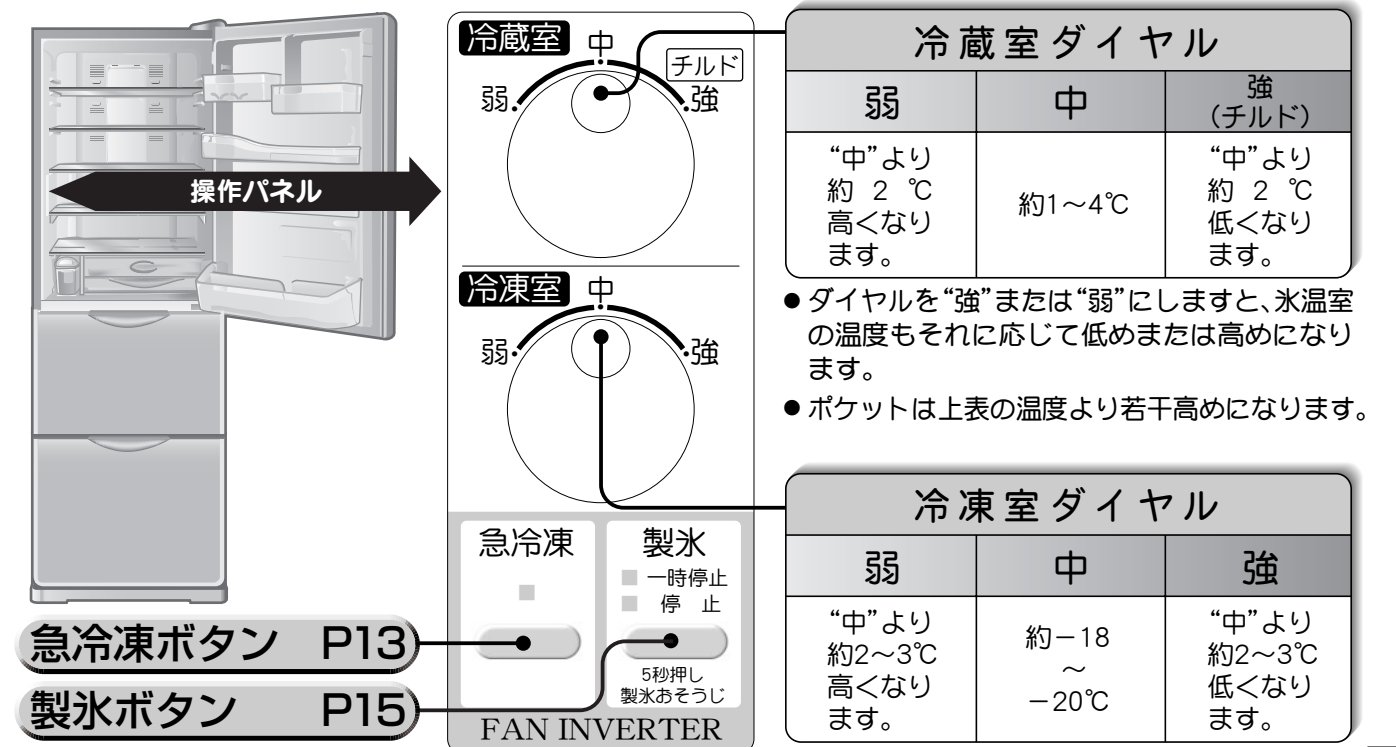 操作パネル
冷蔵室
中
チルド
弱
強
冷凍室
中
弱
強
急冷凍
製氷
一時停止
停 止
5秒押し
製氷おそうじ
FAN INVERTER
急冷凍ボタン P13
製氷ボタン P15
冷蔵室ダイヤル
弱
中
強
(チルド)
“中”より
約 2 ℃
高くなり
ます。
約1～4℃
“中”より
約 2 ℃
低くなり
ます。
●ダイヤルを“強”または“弱”にしますと、氷温室
の温度もそれに応じて低めまたは高めになり
ます。
●ポケットは上表の温度より若干高めになります。
冷凍室ダイヤル
弱
中
強
“中”より
約2～3℃
高くなり
ます。
約－18
～
－20℃
“中”より
約2～3℃
低くなり
ます。